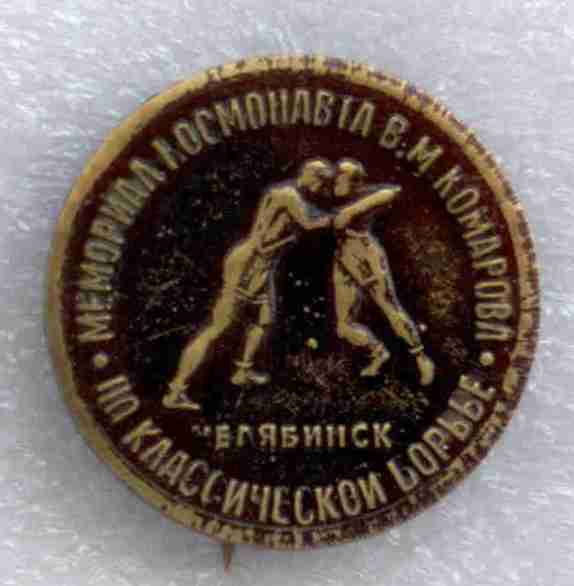 МЕМОРИАЛ КОСМОНАВТА В.М КОМАРОВА
• ПО КЛАССИЧЕСКОЙ БОРЬБЕ •
ЧЕЛЯБИНСК